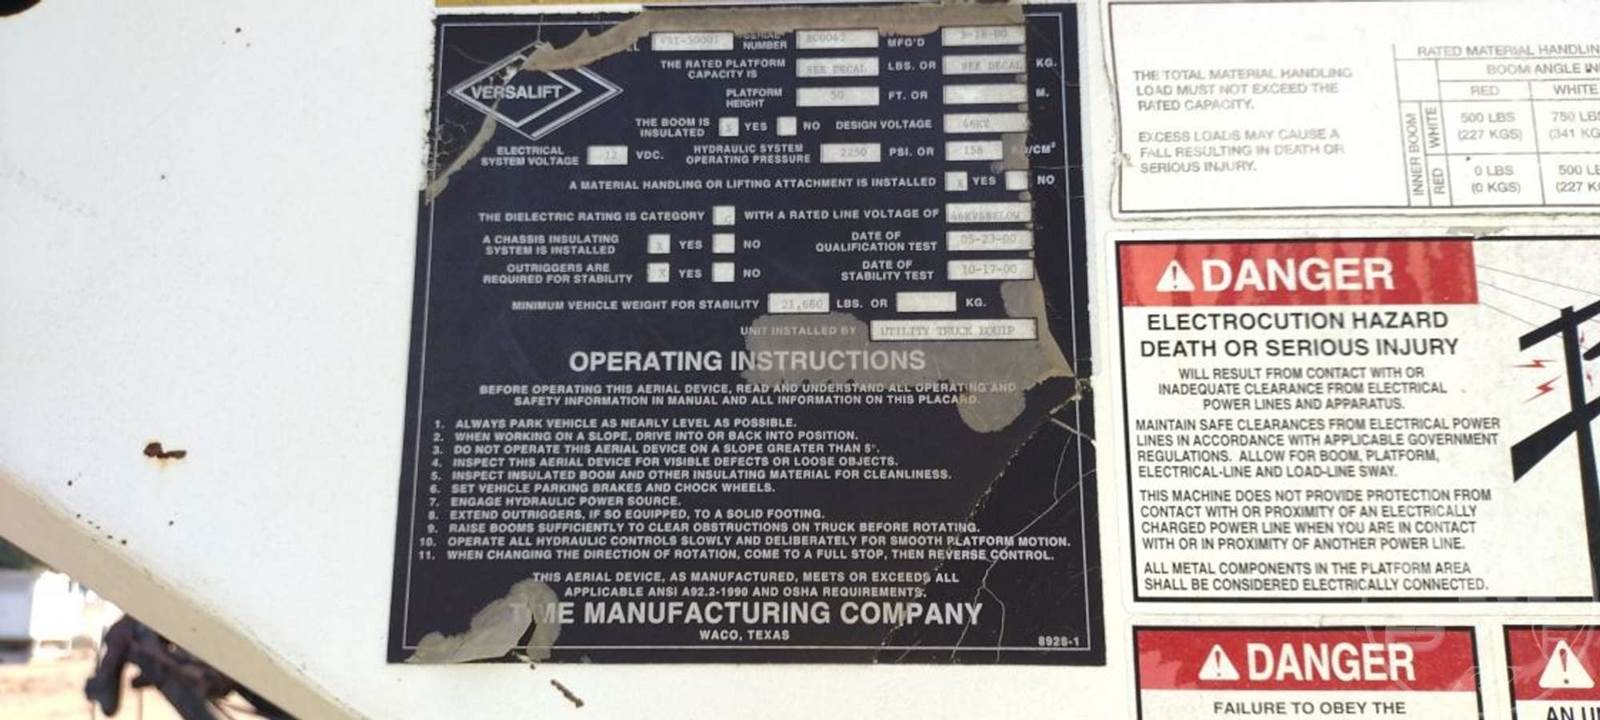 VERSALIFT
VST-5000I SERIAL NUMBER MFG'D
THE RATED PLATFORM CAPACITY IS SEE DECAL LBS. OR SEE DECAL KG.
PLATFORM HEIGHT 50 FT. OR M.
THE BOOM IS INSULATED X YES NO DESIGN VOLTAGE 46KV
ELECTRICAL SYSTEM VOLTAGE 12 VDC. HYDRAULIC SYSTEM OPERATING PRESSURE 2250 PSI. OR 158 /CM²
A MATERIAL HANDLING OR LIFTING ATTACHMENT IS INSTALLED X YES NO
THE DIELECTRIC RATING IS CATEGORY C WITH A RATED LINE VOLTAGE OF 46KV&BELOW
A CHASSIS INSULATING SYSTEM IS INSTALLED X YES NO DATE OF QUALIFICATION TEST 05-23-00
OUTRIGGERS ARE REQUIRED FOR STABILITY X YES NO DATE OF STABILITY TEST 10-17-00
MINIMUM VEHICLE WEIGHT FOR STABILITY 21,660 LBS. OR KG.
UNIT INSTALLED BY UTILITY TRUCK EQUIP
OPERATING INSTRUCTIONS
BEFORE OPERATING THIS AERIAL DEVICE, READ AND UNDERSTAND ALL OPERATING AND
SAFETY INFORMATION IN MANUAL AND ALL INFORMATION ON THIS PLACARD.
1. ALWAYS PARK VEHICLE AS NEARLY LEVEL AS POSSIBLE.
2. WHEN WORKING ON A SLOPE, DRIVE INTO OR BACK INTO POSITION.
3. DO NOT OPERATE THIS AERIAL DEVICE ON A SLOPE GREATER THAN 5°.
4. INSPECT THIS AERIAL DEVICE FOR VISIBLE DEFECTS OR LOOSE OBJECTS.
5. INSPECT INSULATED BOOM AND OTHER INSULATING MATERIAL FOR CLEANLINESS.
6. SET VEHICLE PARKING BRAKES AND CHOCK WHEELS.
7. ENGAGE HYDRAULIC POWER SOURCE.
8. EXTEND OUTRIGGERS, IF SO EQUIPPED, TO A SOLID FOOTING.
9. RAISE BOOMS SUFFICIENTLY TO CLEAR OBSTRUCTIONS ON TRUCK BEFORE ROTATING.
10. OPERATE ALL HYDRAULIC CONTROLS SLOWLY AND DELIBERATELY FOR SMOOTH PLATFORM MOTION.
11. WHEN CHANGING THE DIRECTION OF ROTATION, COME TO A FULL STOP, THEN REVERSE CONTROL.
THIS AERIAL DEVICE, AS MANUFACTURED, MEETS OR EXCEEDS ALL
APPLICABLE ANSI A92.2-1990 AND OSHA REQUIREMENTS.
TIME MANUFACTURING COMPANY
WACO, TEXAS
8926-1
THE TOTAL MATERIAL HANDLING
LOAD MUST NOT EXCEED THE
RATED CAPACITY.
EXCESS LOADS MAY CAUSE A
FALL RESULTING IN DEATH OR
SERIOUS INJURY.
RATED MATERIAL HANDLIN
BOOM ANGLE IN
RED WHITE
INNER BOOM
WHITE 500 LBS 750 LB
(227 KGS) (341 KG
RED 0 LBS 500 LB
(0 KGS) (227 K
DANGER
ELECTROCUTION HAZARD
DEATH OR SERIOUS INJURY
WILL RESULT FROM CONTACT WITH OR
INADEQUATE CLEARANCE FROM ELECTRICAL
POWER LINES AND APPARATUS.
MAINTAIN SAFE CLEARANCES FROM ELECTRICAL POWER
LINES IN ACCORDANCE WITH APPLICABLE GOVERNMENT
REGULATIONS. ALLOW FOR BOOM, PLATFORM,
ELECTRICAL-LINE AND LOAD-LINE SWAY.
THIS MACHINE DOES NOT PROVIDE PROTECTION FROM
CONTACT WITH OR PROXIMITY OF AN ELECTRICALLY
CHARGED POWER LINE WHEN YOU ARE IN CONTACT
WITH OR IN PROXIMITY OF ANOTHER POWER LINE.
ALL METAL COMPONENTS IN THE PLATFORM AREA
SHALL BE CONSIDERED ELECTRICALLY CONNECTED.
DANGER
FAILURE TO OBEY THE
AN UN